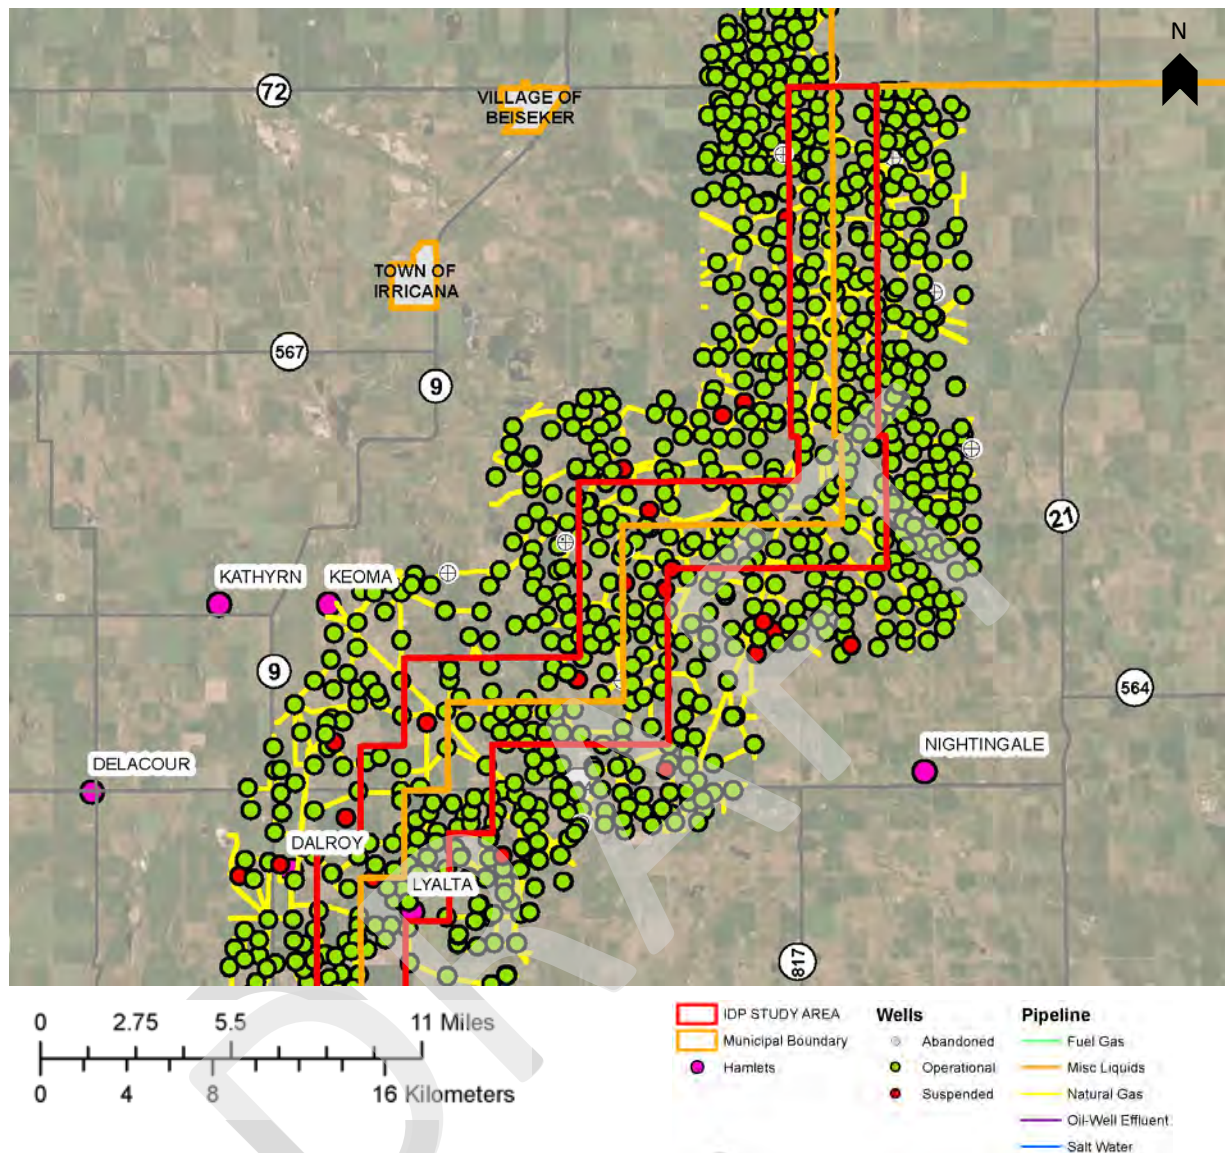 N
72
VILLAGE OF
BEISEKER
TOWN OF
IRRICANA
567
9
21
KATHYRN
KEOMA
9
564
DELACOUR
NIGHTINGALE
DALROY
LYALTA
817
DRAFT
0 2.75 5.5 11 Miles
0 4 8 16 Kilometers
IDP STUDY AREA
Municipal Boundary
Hamlets
Wells
Abandoned
Operational
Suspended
Pipeline
Fuel Gas
Misc Liquids
Natural Gas
Oil-Well Effluent
Salt Water